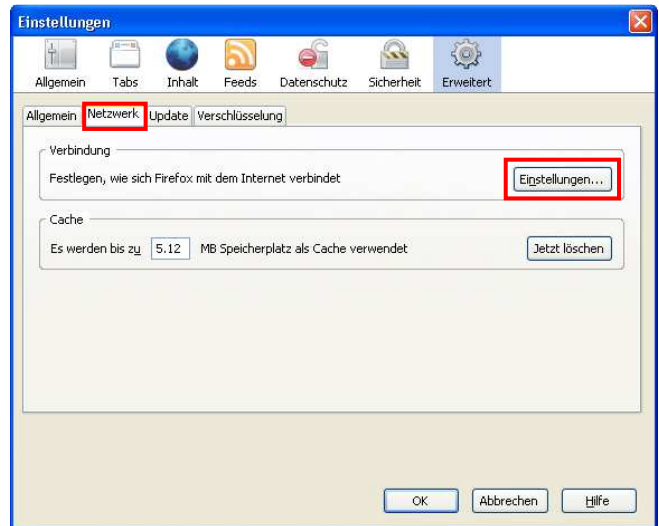 Einstellungen
Allgemein Tabs Inhalt Feeds Datenschutz Sicherheit Erweitert
Allgemein Netzwerk Update Verschlüsselung
Verbindung
Festlegen, wie sich Firefox mit dem Internet verbindet Einstellungen...
Cache
Es werden bis zu 5.12 MB Speicherplatz als Cache verwendet Jetzt löschen
OK Abbrechen Hilfe